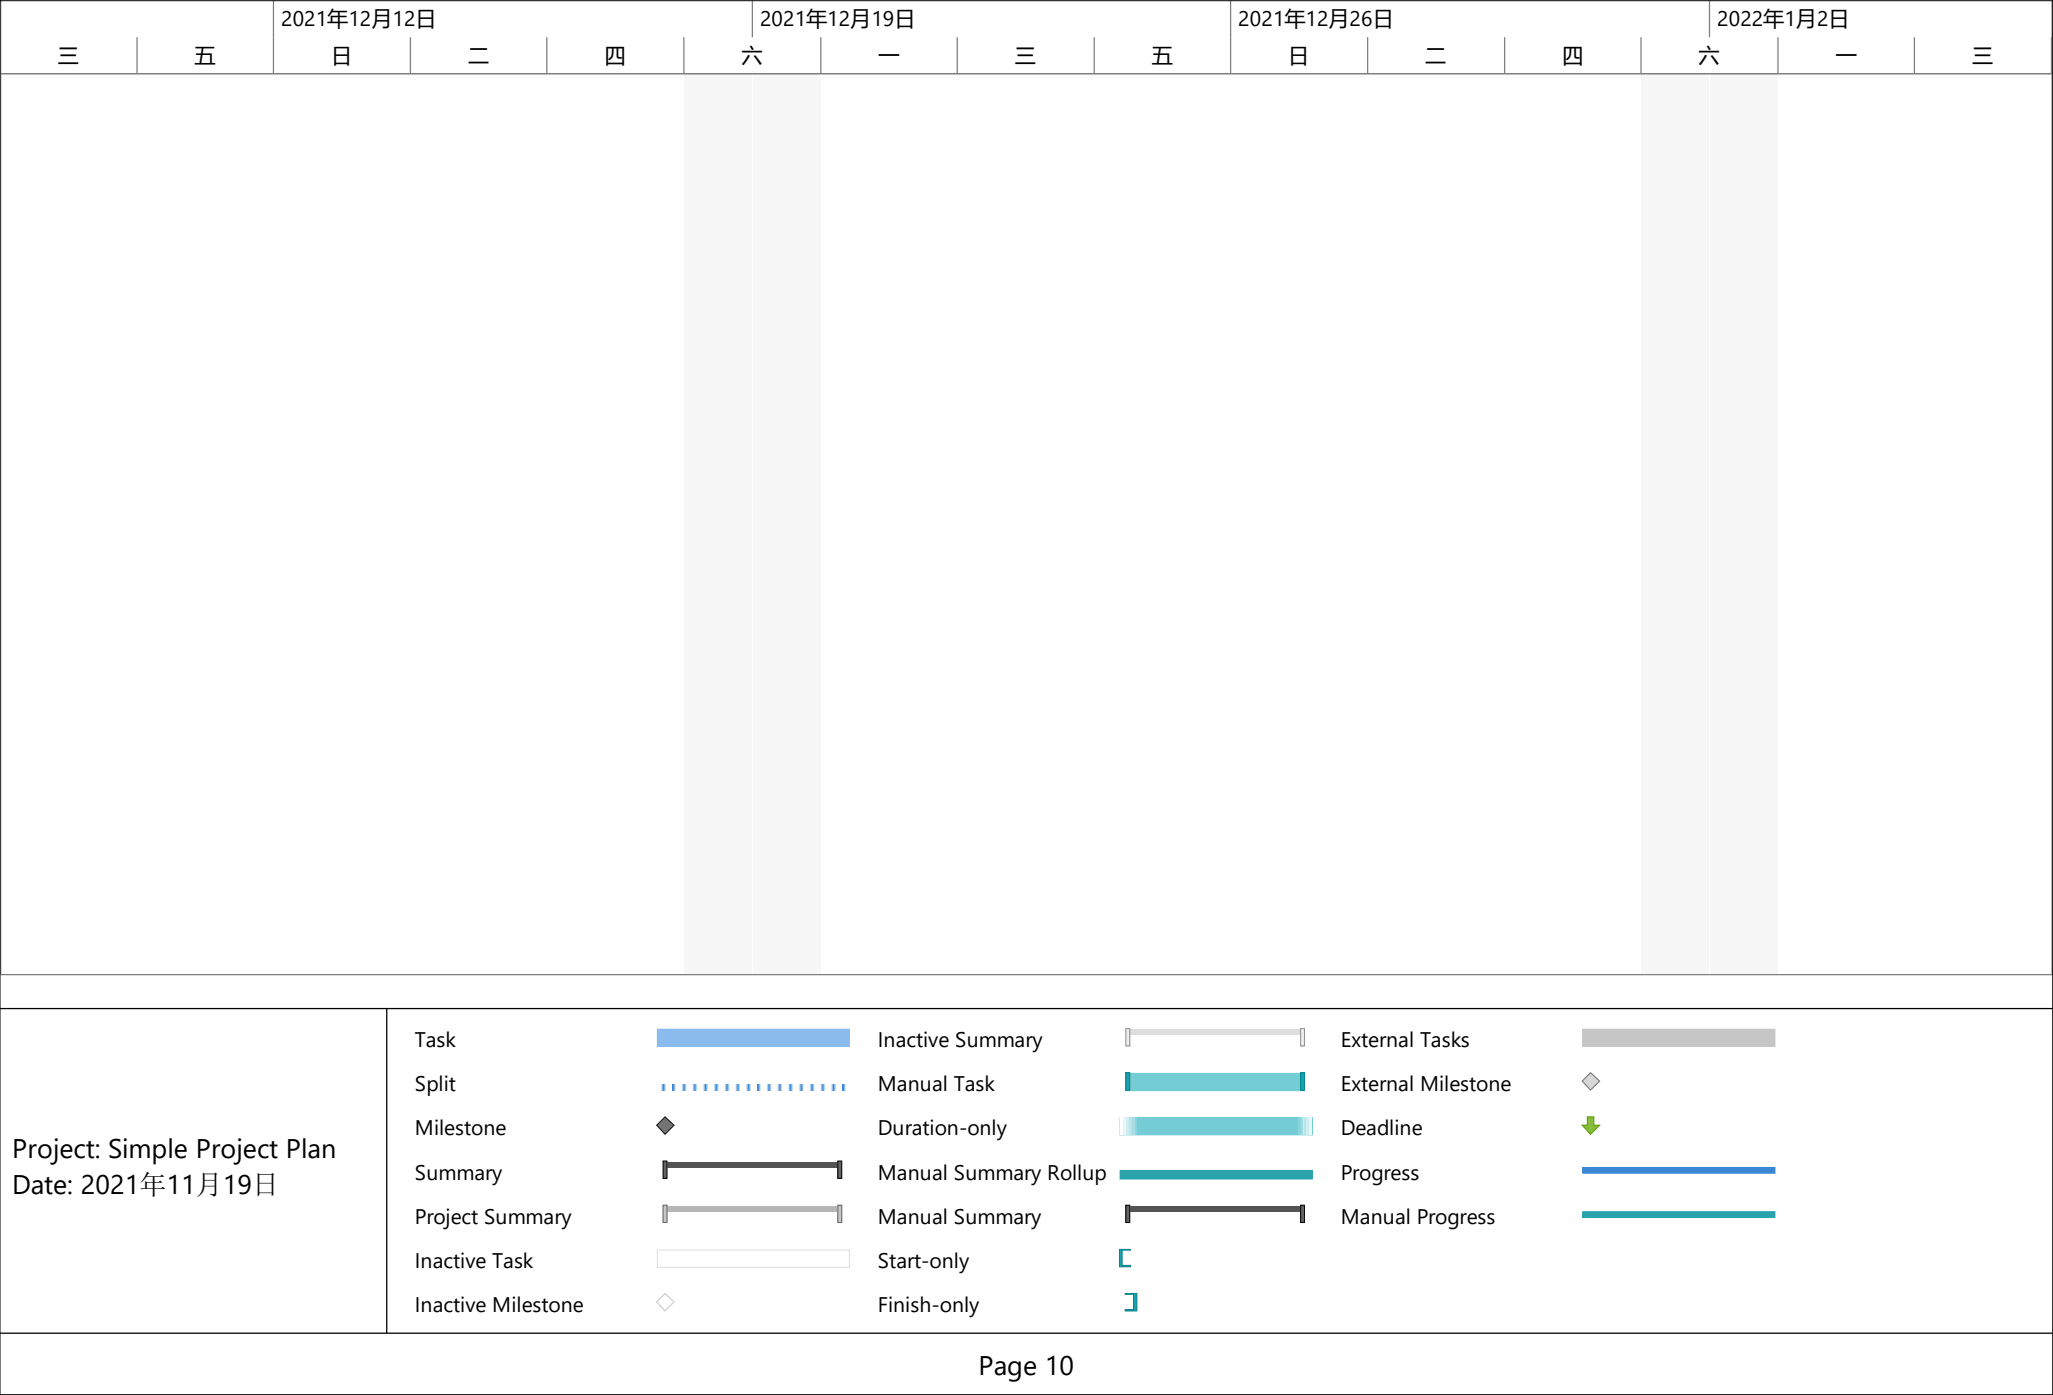 2021年12月12日 2021年12月19日 2021年12月26日 2022年1月2日
三 五 日 二 四 六 一 三 五 日 二 四 六 一 三
Project: Simple Project Plan
Date: 2021年11月19日
Task
Split
Milestone
Summary
Project Summary
Inactive Task
Inactive Milestone
Inactive Summary
Manual Task
Duration-only
Manual Summary Rollup
Manual Summary
Start-only
Finish-only
External Tasks
External Milestone
Deadline
Progress
Manual Progress
Page 10